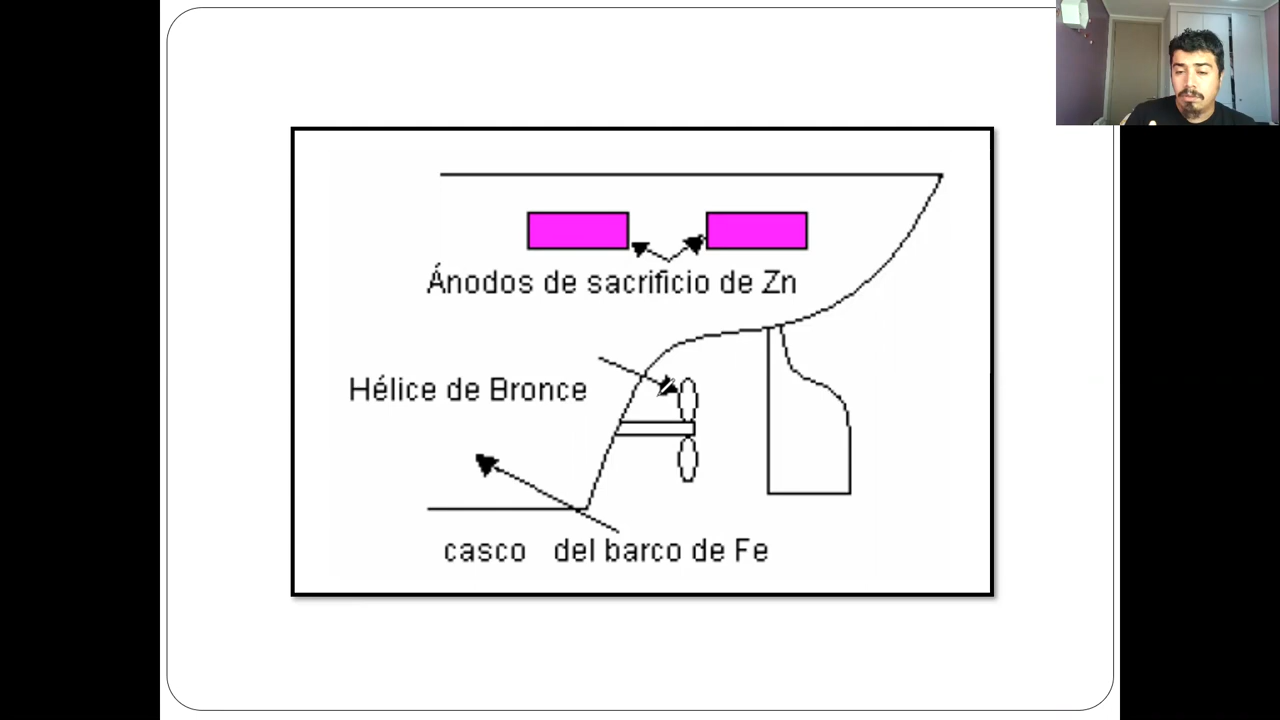 Ánodos de sacrificio de Zn
Hélice de Bronce
casco del barco de Fe